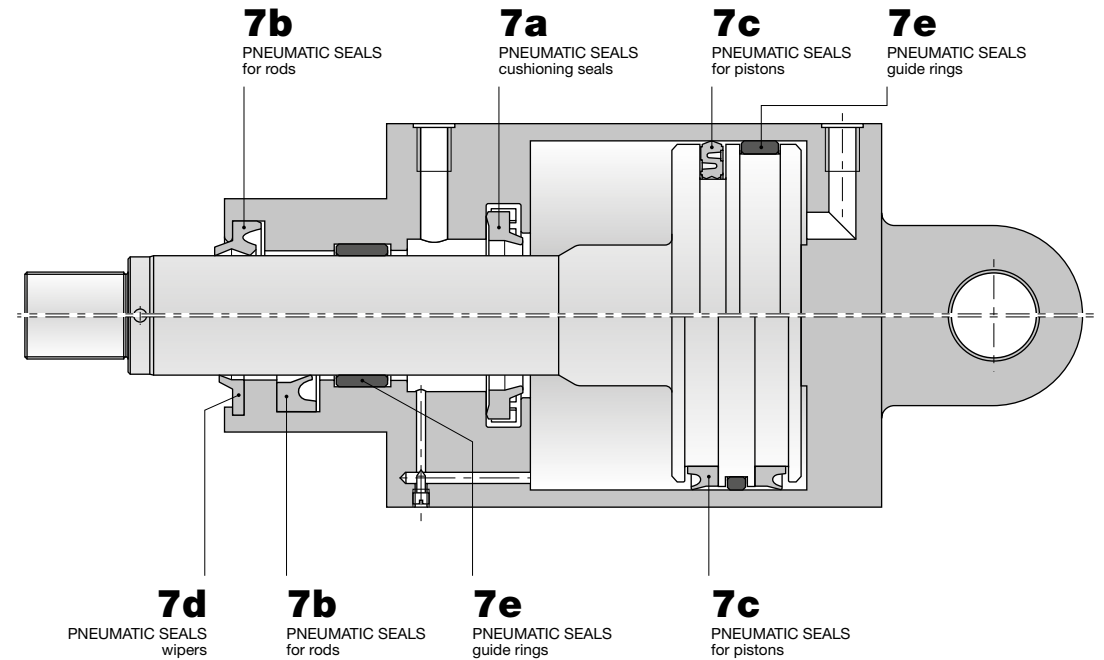 7b
PNEUMATIC SEALS
for rods
7a
PNEUMATIC SEALS
cushioning seals
7c
PNEUMATIC SEALS
for pistons
7e
PNEUMATIC SEALS
guide rings
7d
PNEUMATIC SEALS
wipers
7b
PNEUMATIC SEALS
for rods
7e
PNEUMATIC SEALS
guide rings
7c
PNEUMATIC SEALS
for pistons